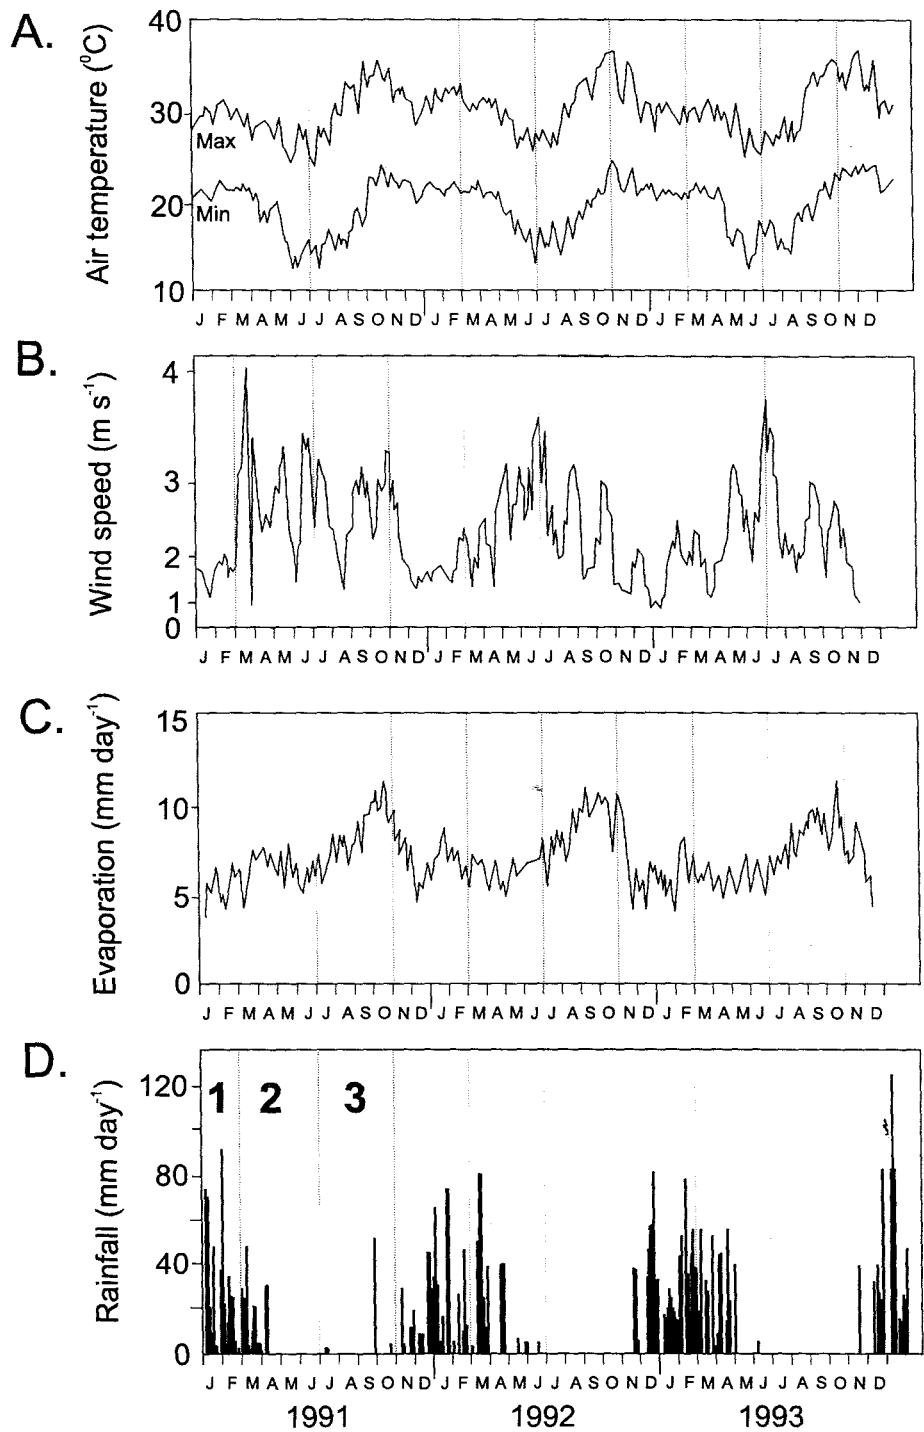 A.
Air temperature (⁰C)
40
30
20
10
Max
Min
J F M A M J J A S O N D J F M A M J J A S O N D J F M A M J J A S O N D
B.
Wind speed (m s⁻¹)
4
3
2
1
0
J F M A M J J A S O N D J F M A M J J A S O N D J F M A M J J A S O N D
C.
Evaporation (mm day⁻¹)
15
10
5
0
J F M A M J J A S O N D J F M A M J J A S O N D J F M A M J J A S O N D
D.
Rainfall (mm day⁻¹)
120
80
40
0
1 2 3
J F M A M J J A S O N D J F M A M J J A S O N D J F M A M J J A S O N D
1991 1992 1993